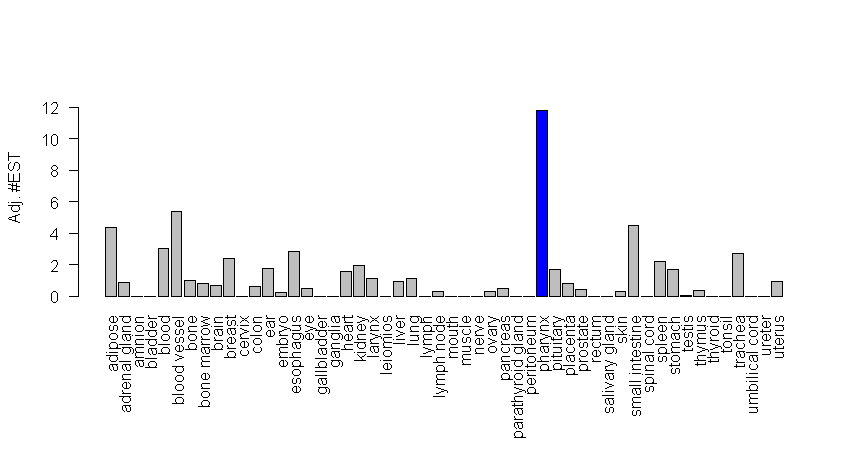 Adj. #EST
12
10
8
6
4
2
0
adipose
adrenal gland
amnion
bladder
blood
blood vessel
bone
bone marrow
brain
breast
cervix
colon
ear
embryo
esophagus
eye
gallbladder
ganglia
heart
kidney
larynx
leiomios
liver
lung
lymph
lymph node
mouth
muscle
nerve
ovary
pancreas
parathyroid gland
peritoneum
pharynx
pituitary
placenta
prostate
rectum
salivary gland
skin
small intestine
spinal cord
spleen
stomach
testis
thymus
thyroid
tonsil
trachea
umbilical cord
ureter
uterus